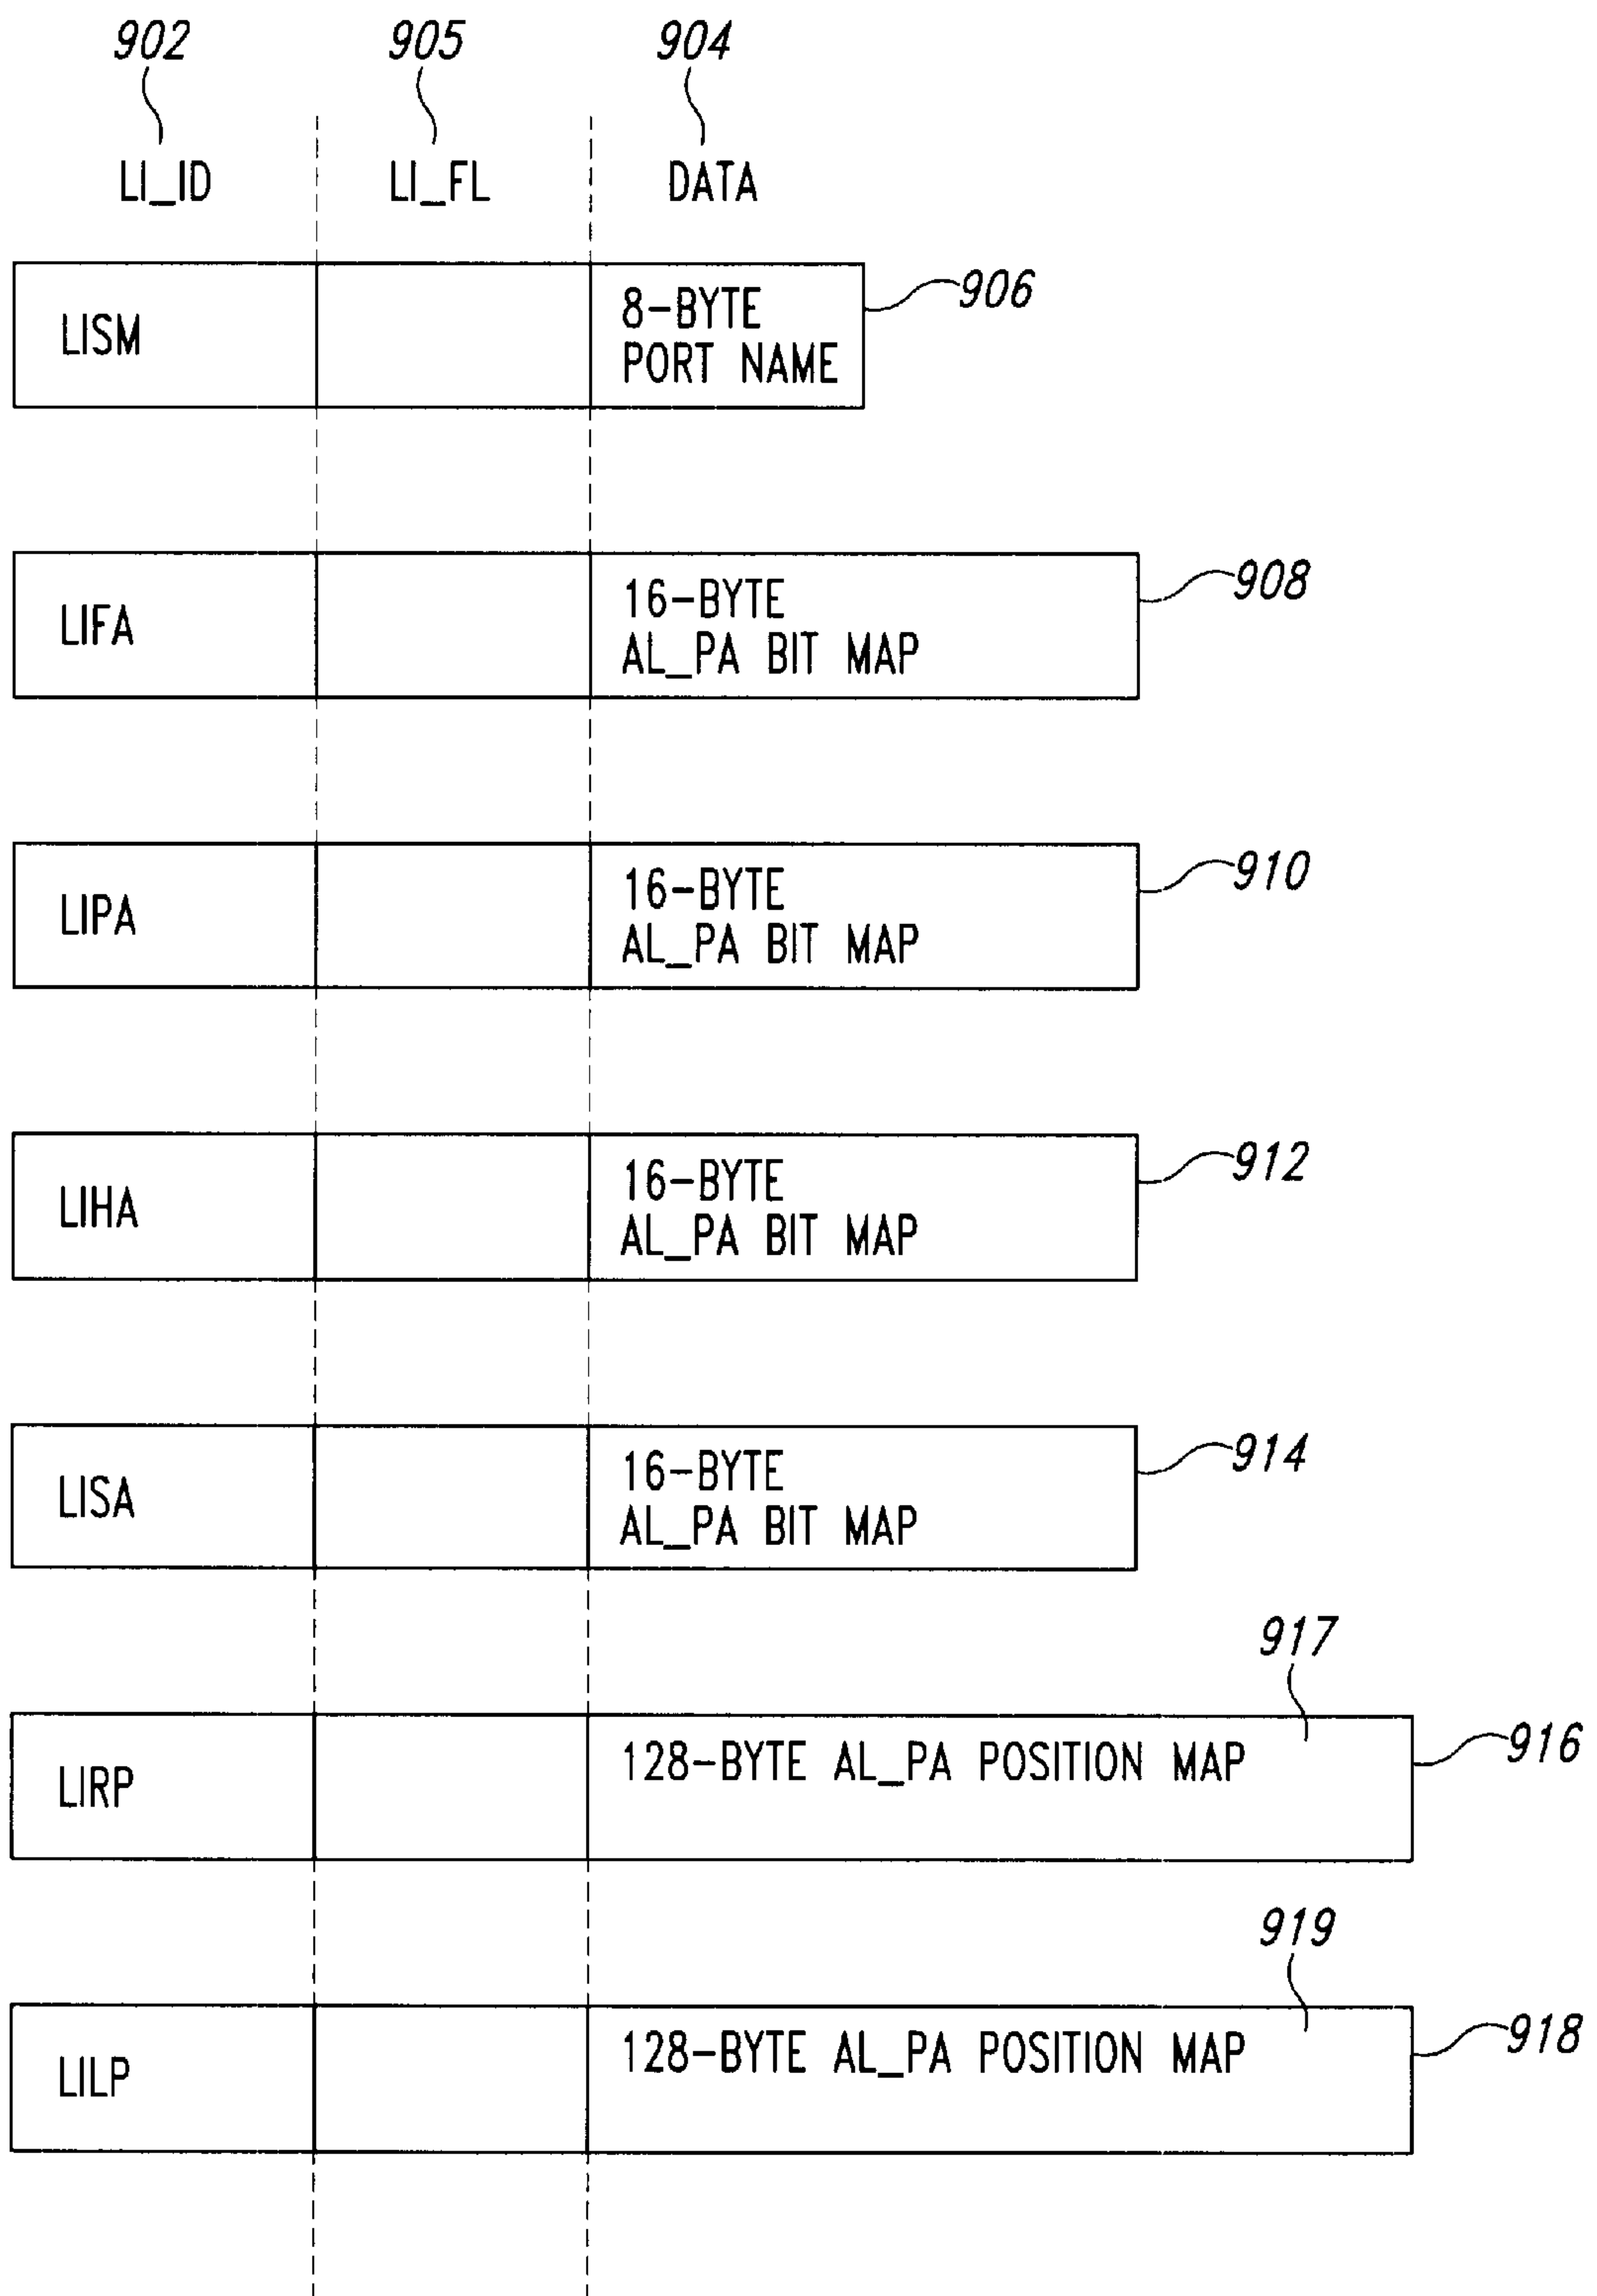 902 905 904
LI_ID LI_FL DATA
LISM
8-BYTE
PORT NAME
906
LIFA
16-BYTE
AL_PA BIT MAP
908
LIPA
16-BYTE
AL_PA BIT MAP
910
LIHA
16-BYTE
AL_PA BIT MAP
912
LISA
16-BYTE
AL_PA BIT MAP
914
917
LIRP
128-BYTE AL_PA POSITION MAP
916
919
LILP
128-BYTE AL_PA POSITION MAP
918